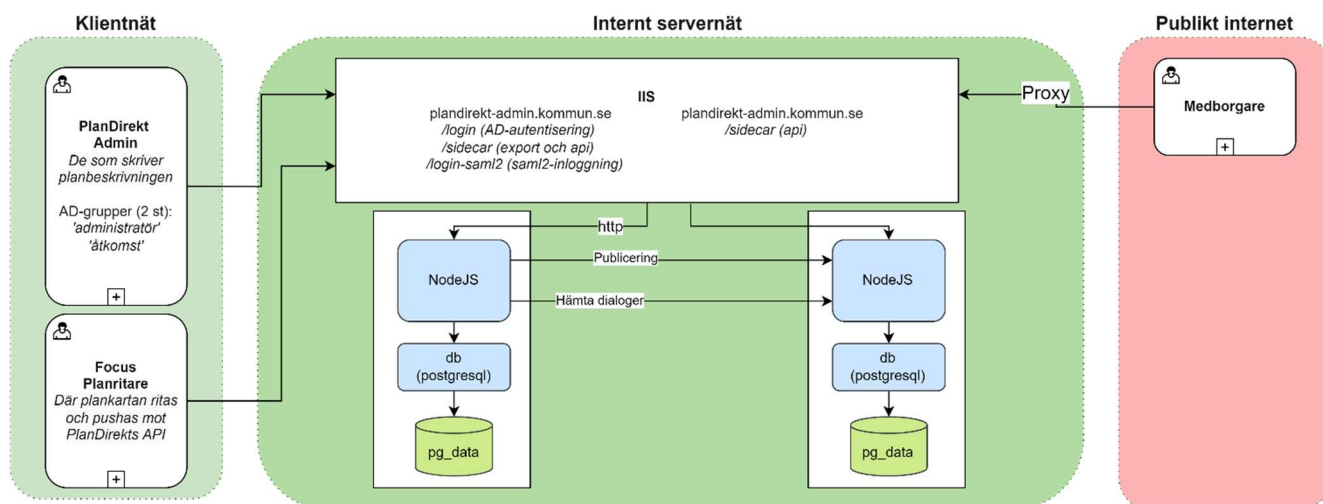 Klientnät
Internt servernät
Publikt internet
PlanDirekt
Admin
De som skriver
planbeskrivningen
AD-grupper (2 st):
'administratör'
'åtkomst'
Focus
Planritare
Där plankartan ritas
och pushas mot
PlanDirekts API
IIS
plandirekt-admin.kommun.se
/login (AD-autentisering)
/sidecar (export och api)
/login-saml2 (saml2-inloggning)
plandirekt-admin.kommun.se
/sidecar (api)
Proxy
Medborgare
http
NodeJS
Publicering
Hämta dialoger
NodeJS
db
(postgresql)
db
(postgresql)
pg_data
pg_data